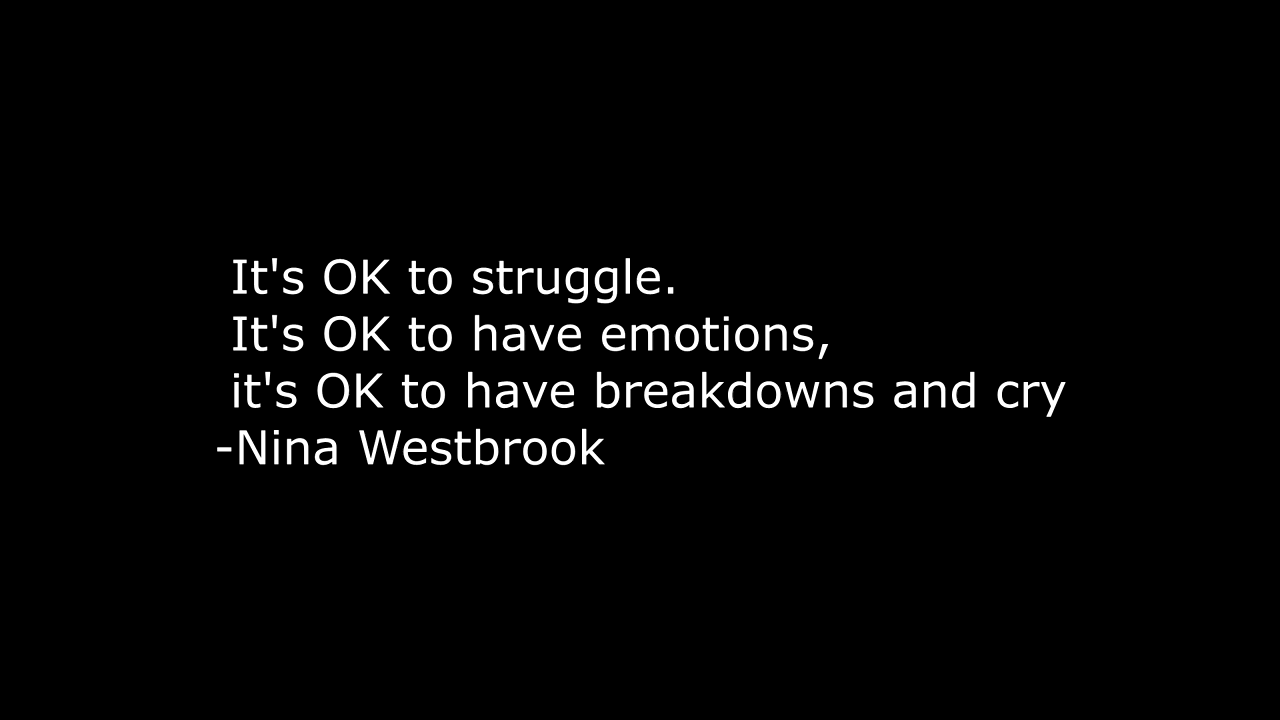 It's OK to struggle.
It's OK to have emotions,
it's OK to have breakdowns and cry
-Nina Westbrook